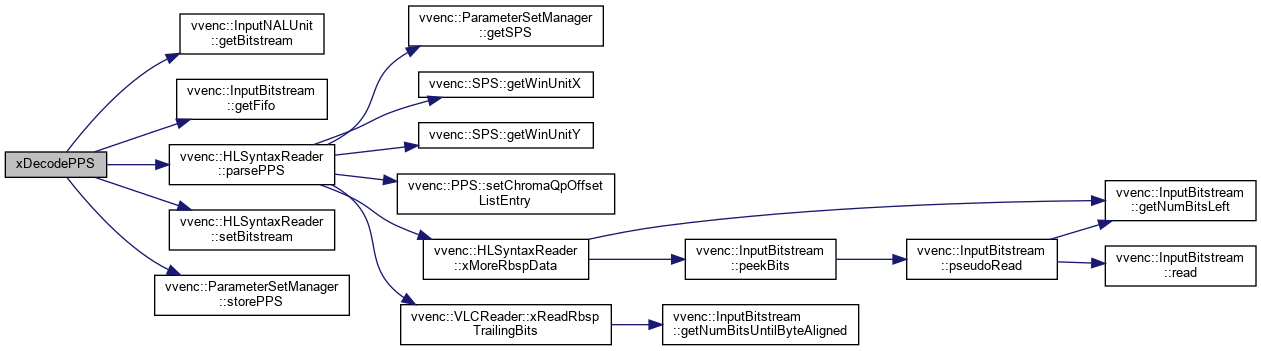 xDecodePPS
vvenc::InputNALUnit
::getBitstream
vvenc::InputBitstream
::getFifo
vvenc::HLSyntaxReader
::parsePPS
vvenc::HLSyntaxReader
::setBitstream
vvenc::ParameterSetManager
::storePPS
vvenc::ParameterSetManager
::getSPS
vvenc::SPS::getWinUnitX
vvenc::SPS::getWinUnitY
vvenc::PPS::setChromaQpOffset
ListEntry
vvenc::HLSyntaxReader
::xMoreRbspData
vvenc::VLCReader::xReadRbsp
TrailingBits
vvenc::InputBitstream
::peekBits
vvenc::InputBitstream
::getNumBitsUntilByteAligned
vvenc::InputBitstream
::pseudoRead
vvenc::InputBitstream
::getNumBitsLeft
vvenc::InputBitstream
::read